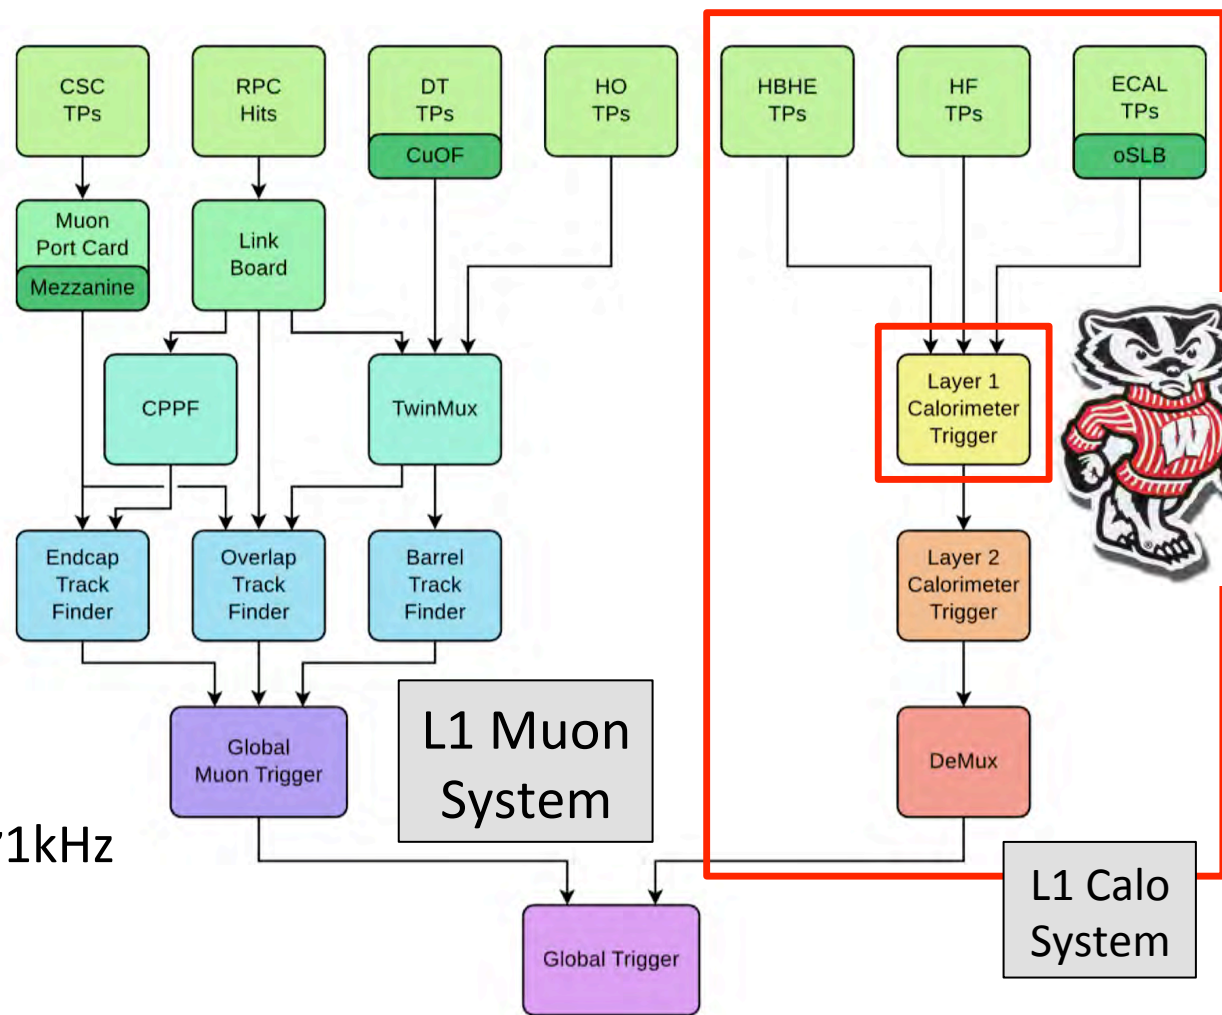 CSC
TPs
RPC
Hits
DT
TPs
CuOF
HO
TPs
HBHE
TPs
HF
TPs
ECAL
TPs
oSLB
Muon
Port Card
Mezzanine
Link
Board
CPPF
TwinMux
Layer 1
Calorimeter
Trigger
W
®
Endcap
Track
Finder
Overlap
Track
Finder
Barrel
Track
Finder
Layer 2
Calorimeter
Trigger
Global
Muon Trigger
L1 Muon
System
DeMux
1kHz
L1 Calo
System
Global Trigger